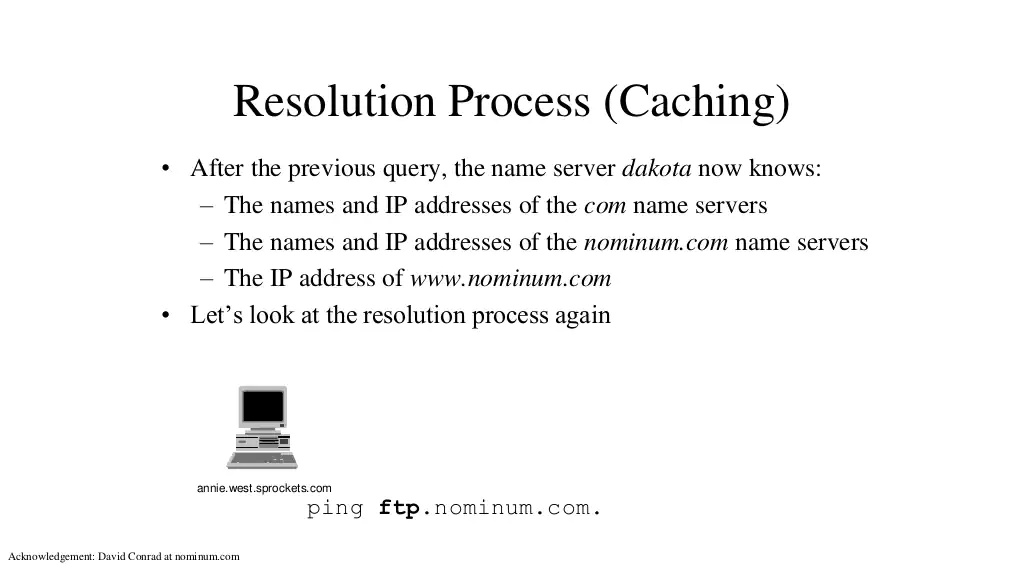 Resolution Process (Caching)
• After the previous query, the name server dakota now knows:
– The names and IP addresses of the com name servers
– The names and IP addresses of the nominum.com name servers
– The IP address of www.nominum.com
• Let’s look at the resolution process again
annie.west.sprockets.com
ping ftp.nominum.com.
Acknowledgement: David Conrad at nominum.com